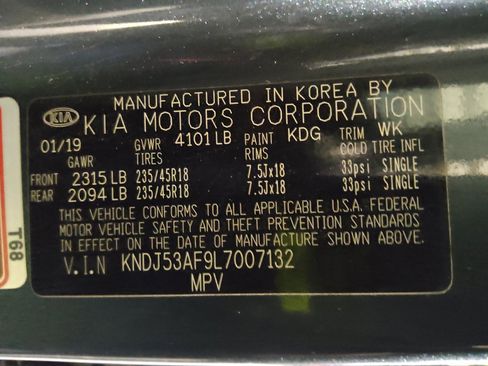 MANUFACTURED IN KOREA BY
KIA KIA MOTORS CORPORATION
01/19 GVWR 4101 LB PAINT KDG TRIM WK
GAWR TIRES RIMS COLD TIRE INFL
FRONT 2315 LB 235/45R18 7.5Jx18 33psi SINGLE
REAR 2094 LB 235/45R18 7.5Jx18 33psi SINGLE
THIS VEHICLE CONFORMS TO ALL APPLICABLE U.S.A. FEDERAL
MOTOR VEHICLE SAFETY AND THEFT PREVENTION STANDARDS
IN EFFECT ON THE DATE OF MANUFACTURE SHOWN ABOVE.
V.I.N KNDJ53AF9L7007132
MPV
T68